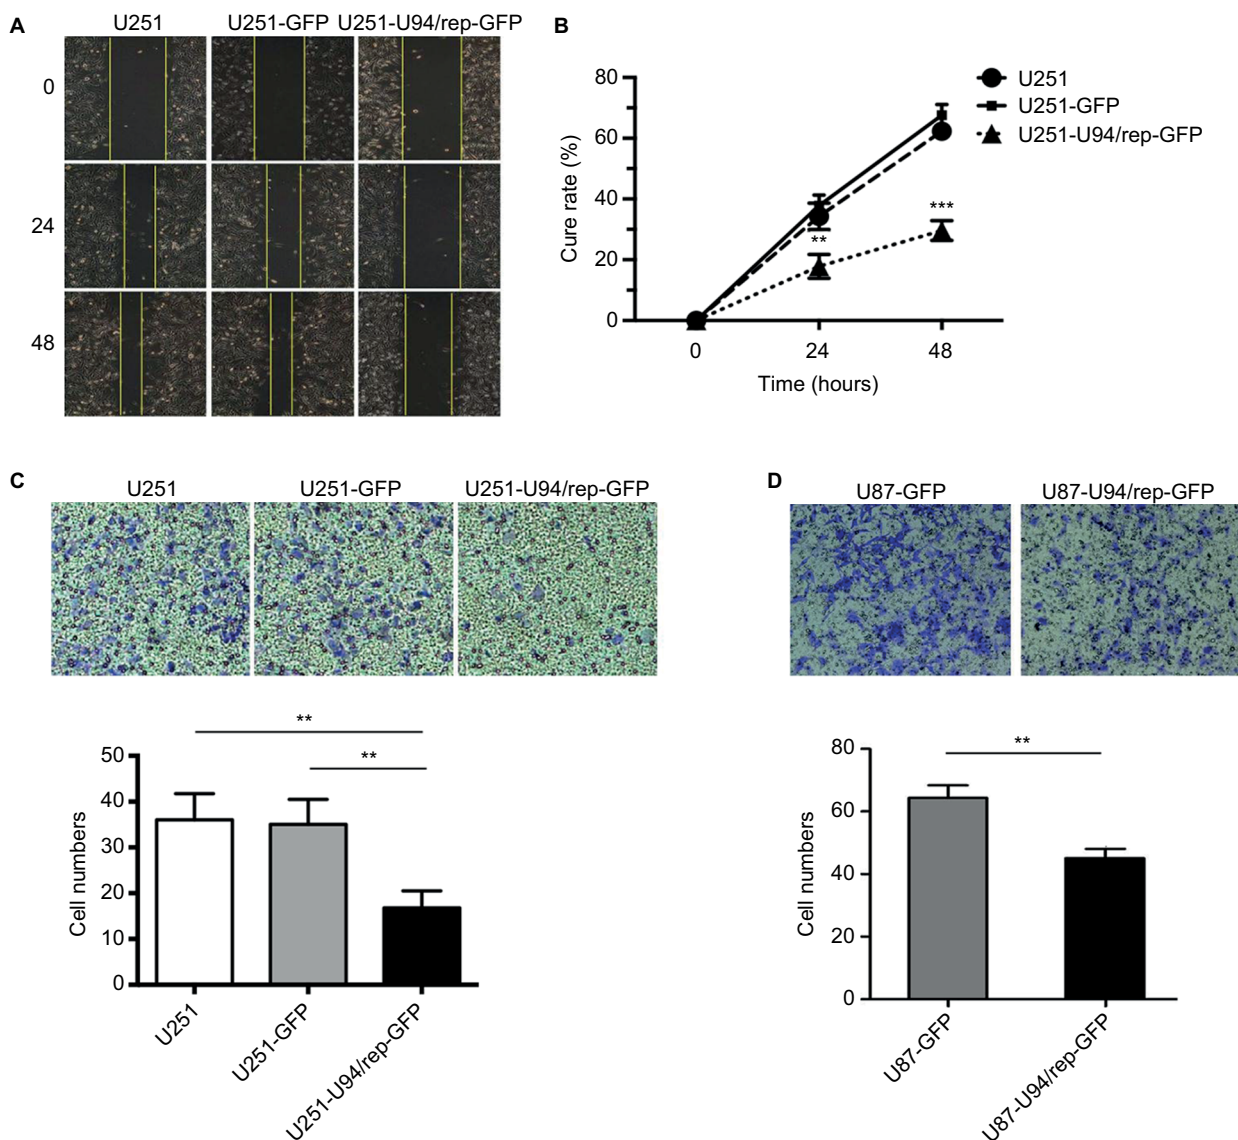 A
U251
U251-GFP
U251-U94/rep-GFP
0
24
48
B
80
60
40
20
0
Cure rate (%)
0
24
48
Time (hours)
U251
U251-GFP
U251-U94/rep-GFP
**
***
C
U251
U251-GFP
U251-U94/rep-GFP
**
**
50
40
30
20
10
0
Cell numbers
U251
U251-GFP
U251-U94/rep-GFP
D
U87-GFP
U87-U94/rep-GFP
**
80
60
40
20
0
Cell numbers
U87-GFP
U87-U94/rep-GFP